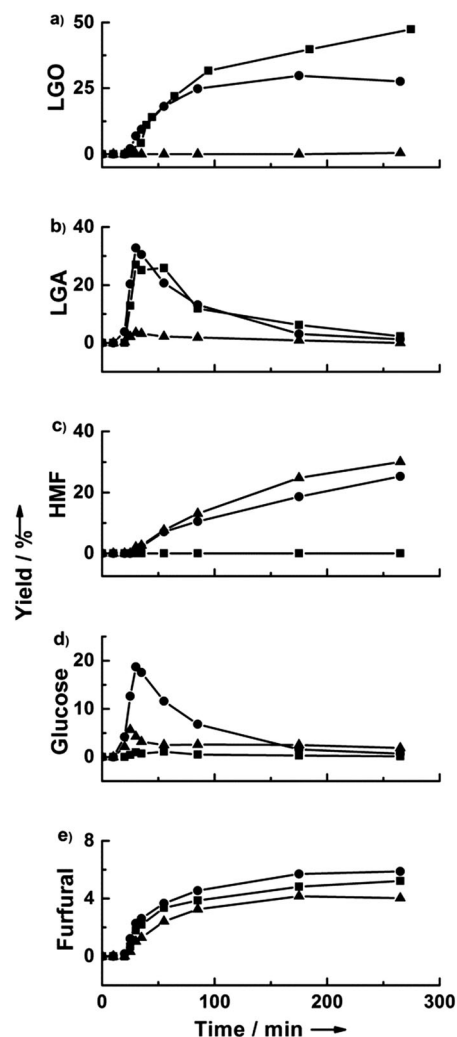 a)
50
25
0
LGO
b)
40
20
0
LGA
c)
40
20
0
HMF
Yield / %
d)
20
10
0
Glucose
e)
8
4
0
Furfural
0 100 200 300
Time / min